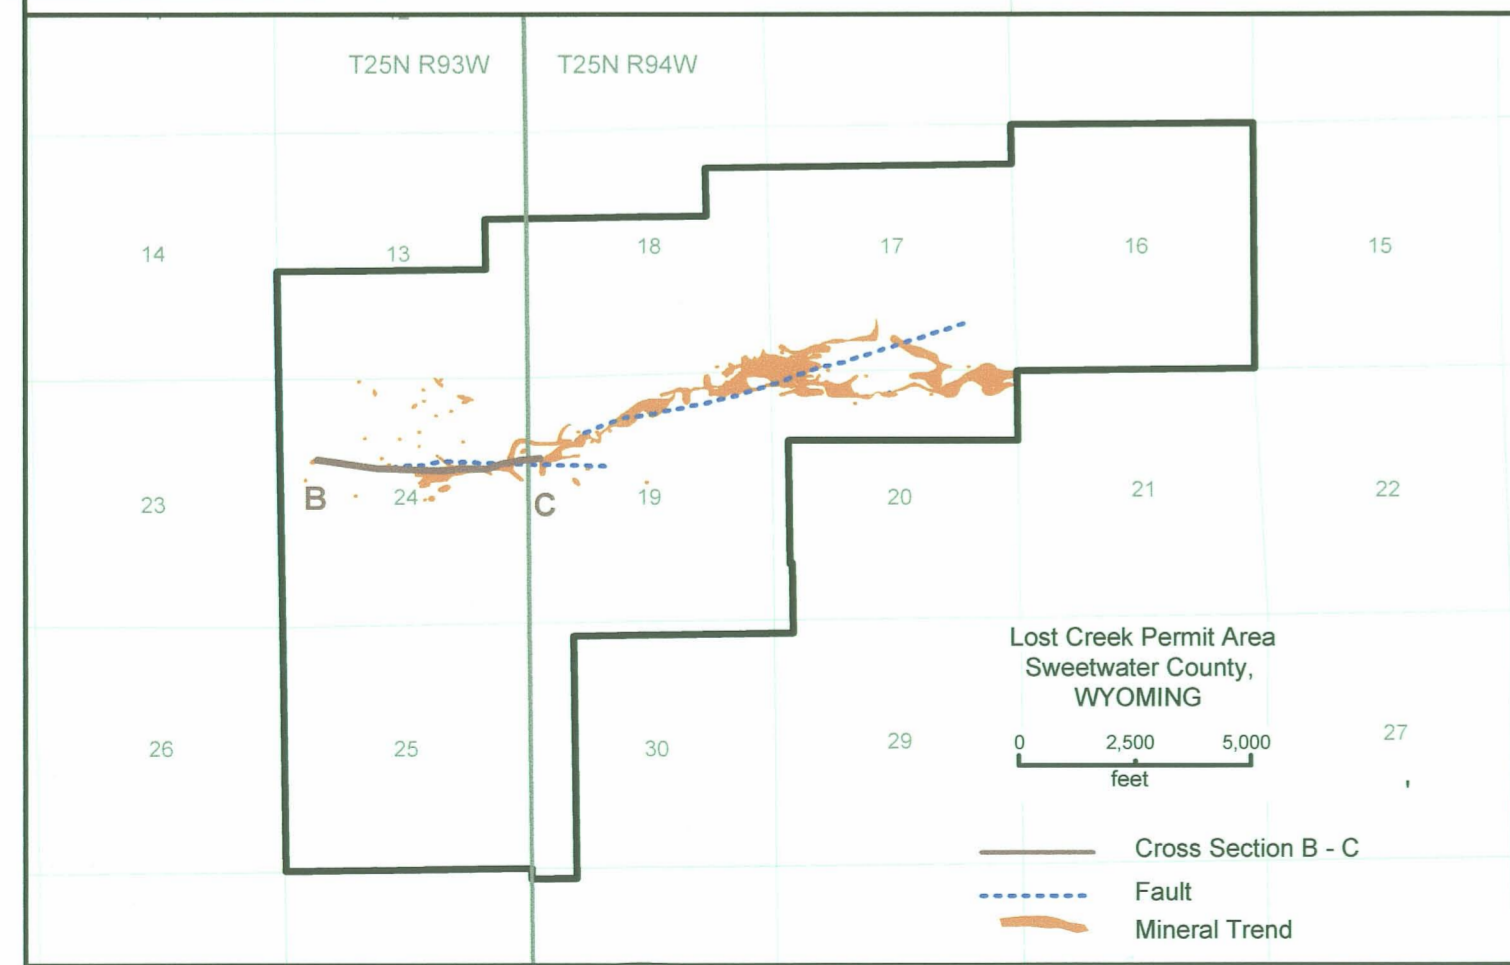 T25N R93W
T25N R94W
14
13
18
17
16
15
23
B
24
C
19
20
21
22
26
25
30
29
27
Lost Creek Permit Area
Sweetwater County,
WYOMING
0 2,500 5,000
feet
Cross Section B - C
Fault
Mineral Trend